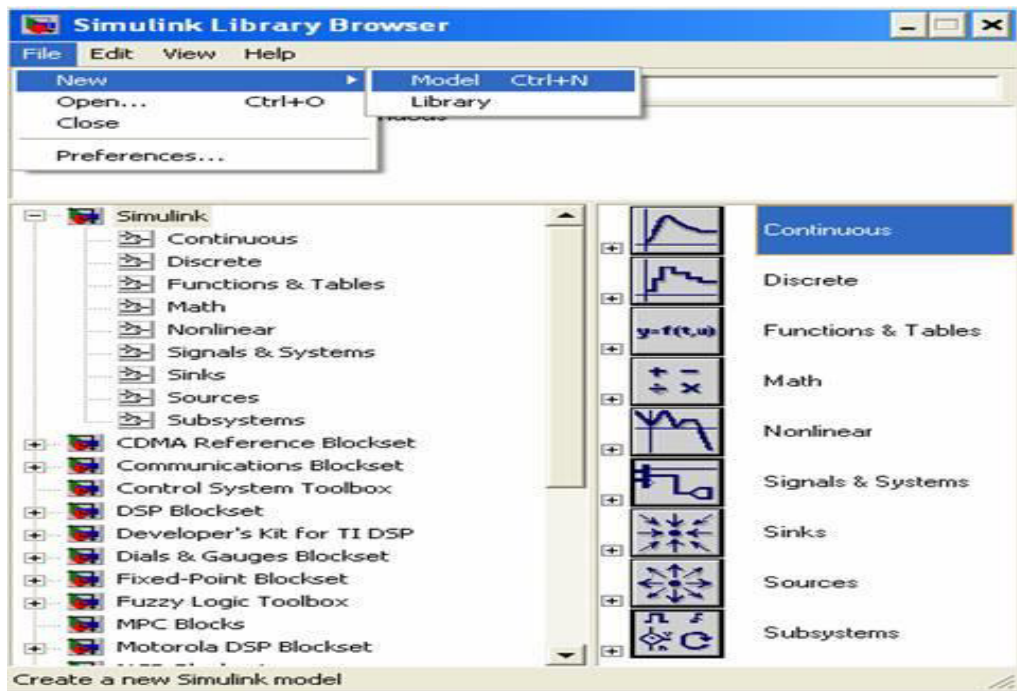 Simulink Library Browser
File Edit View Help
New
Model Ctrl+N
Open... Ctrl+O
Library
Close
Preferences...
Simulink
Continuous
Discrete
Functions & Tables
Math
Nonlinear
Signals & Systems
Sinks
Sources
Subsystems
CDMA Reference Blockset
Communications Blockset
Control System Toolbox
DSP Blockset
Developer's Kit for TI DSP
Dials & Gauges Blockset
Fixed-Point Blockset
Fuzzy Logic Toolbox
MPC Blocks
Motorola DSP Blockset
Continuous
Discrete
y=f(t,u)
Functions & Tables
+ -
÷ ×
Math
Nonlinear
Signals & Systems
Sinks
Sources
Subsystems
Create a new Simulink model